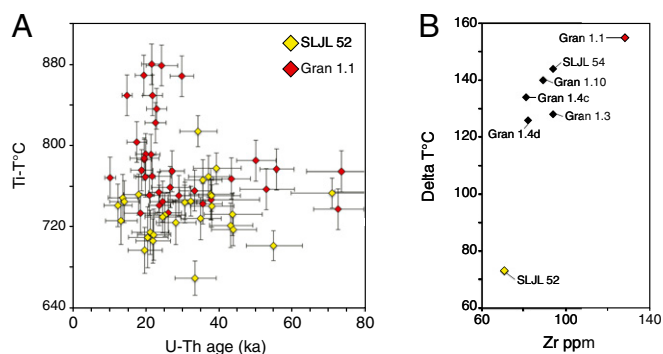 A
Ti-T°C
880
800
720
640
0
20
40
60
80
U-Th age (ka)
SLJL 52
Gran 1.1
B
Delta T°C
160
140
120
100
80
60
60
100
140
Zr ppm
Gran 1.1
SLJL 54
Gran 1.10
Gran 1.4c
Gran 1.3
Gran 1.4d
SLJL 52